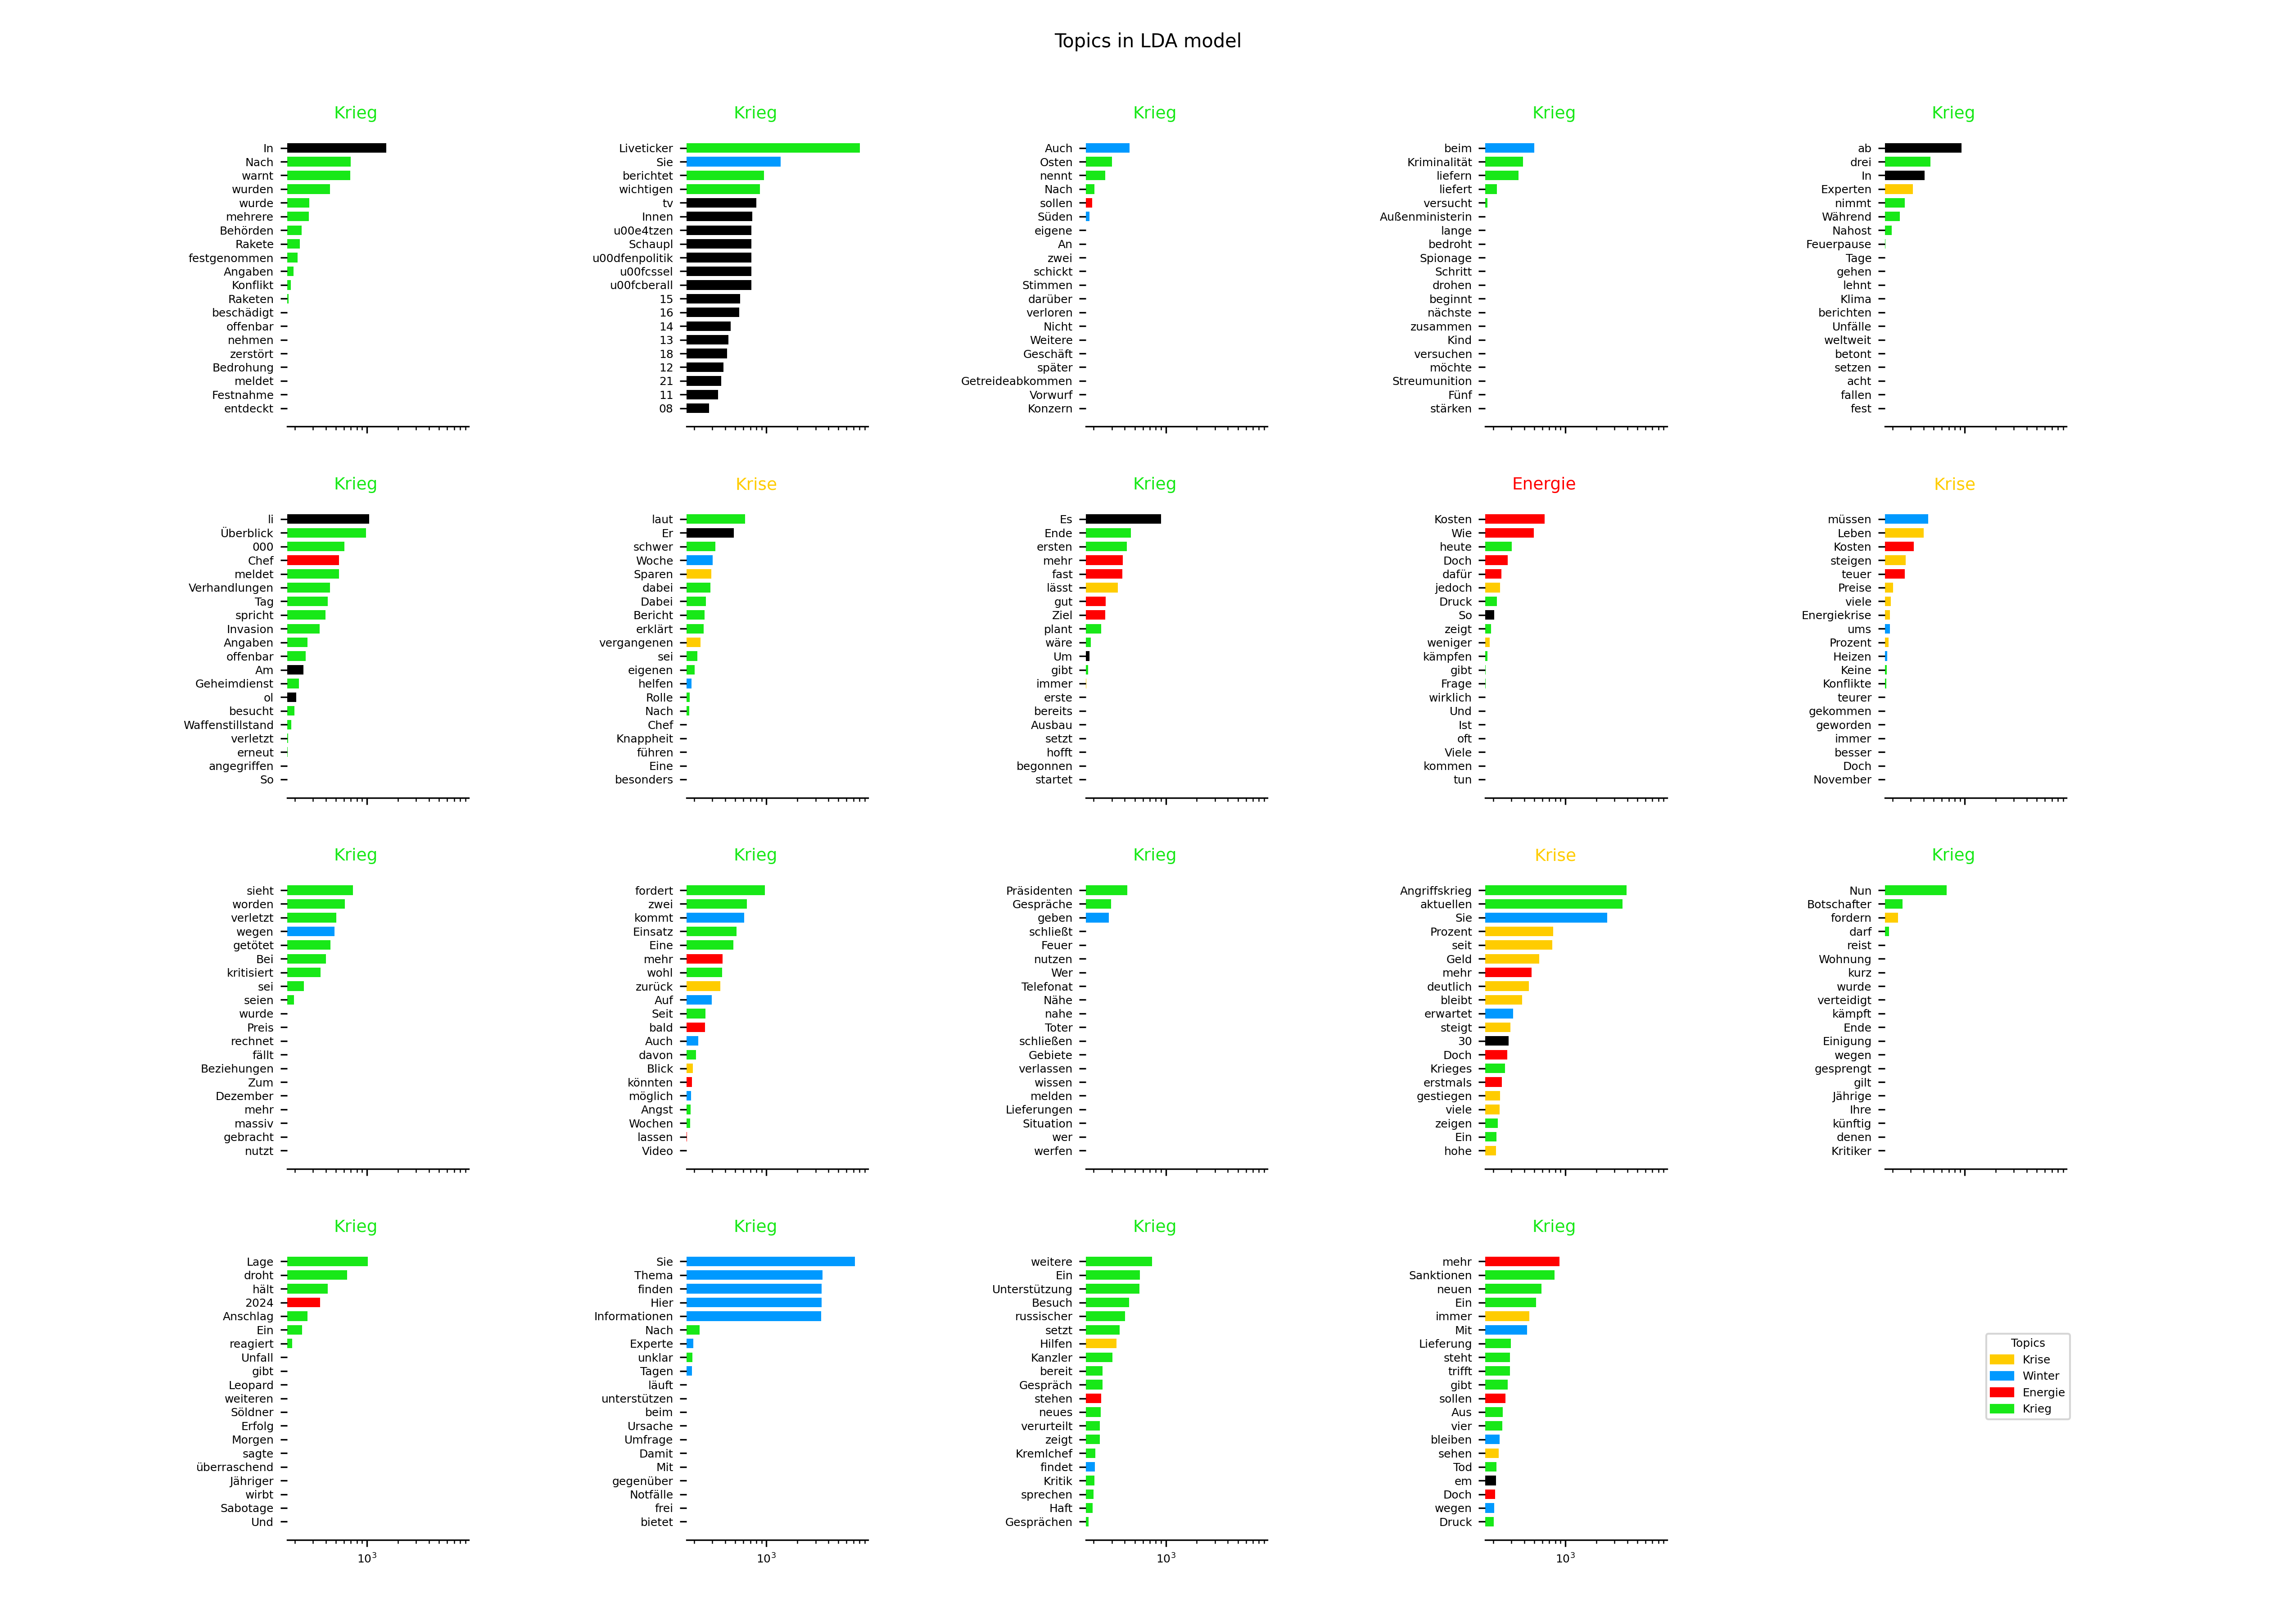 Topics in LDA model
Krieg
In
Nach
warnt
wurden
wurde
mehrere
Behörden
Rakete
festgenommen
Angaben
Konflikt
Raketen
beschädigt
offenbar
nehmen
zerstört
Bedrohung
meldet
Festnahme
entdeckt
Krieg
Liveticker
Sie
berichtet
wichtigen
tv
Innen
u00e4tzen
Schaupl
u00dfenpolitik
u00fcssel
u00fcberall
15
16
14
13
18
12
21
11
08
Krieg
Auch
Osten
nennt
Nach
sollen
Süden
eigene
An
zwei
schickt
Stimmen
darüber
verloren
Nicht
Weitere
Geschäft
später
Getreideabkommen
Vorwurf
Konzern
Krieg
beim
Kriminalität
liefern
liefert
versucht
Außenministerin
lange
bedroht
Spionage
Schritt
drohen
beginnt
nächste
zusammen
Kind
versuchen
möchte
Streumunition
Fünf
stärken
Krieg
ab
drei
In
Experten
nimmt
Während
Nahost
Feuerpause
Tage
gehen
lehnt
Klima
berichten
Unfälle
weltweit
betont
setzen
acht
fallen
fest
Krieg
li
Überblick
000
Chef
meldet
Verhandlungen
Tag
spricht
Invasion
Angaben
offenbar
Am
Geheimdienst
ol
besucht
Waffenstillstand
verletzt
erneut
angegriffen
So
Krise
laut
Er
schwer
Woche
Sparen
dabei
Dabei
Bericht
erklärt
vergangenen
sei
eigenen
helfen
Rolle
Nach
Chef
Knappheit
führen
Eine
besonders
Krieg
Es
Ende
ersten
mehr
fast
lässt
gut
Ziel
plant
wäre
Um
gibt
immer
erste
bereits
Ausbau
setzt
hofft
begonnen
startet
Energie
Kosten
Wie
heute
Doch
dafür
jedoch
Druck
So
zeigt
weniger
kämpfen
gibt
Frage
wirklich
Und
Ist
oft
Viele
kommen
tun
Krise
müssen
Leben
Kosten
steigen
teuer
Preise
viele
Energiekrise
ums
Prozent
Heizen
Keine
Konflikte
teurer
gekommen
geworden
immer
besser
Doch
November
Krieg
sieht
worden
verletzt
wegen
getötet
Bei
kritisiert
sei
seien
wurde
Preis
rechnet
fällt
Beziehungen
Zum
Dezember
mehr
massiv
gebracht
nutzt
Krieg
fordert
zwei
kommt
Einsatz
Eine
mehr
wohl
zurück
Auf
Seit
bald
Auch
davon
Blick
könnten
möglich
Angst
Wochen
lassen
Video
Krieg
Präsidenten
Gespräche
geben
schließt
Feuer
nutzen
Wer
Telefonat
Nähe
nahe
Toter
schließen
Gebiete
verlassen
wissen
melden
Lieferungen
Situation
wer
werfen
Krise
Angriffskrieg
aktuellen
Sie
Prozent
seit
Geld
mehr
deutlich
bleibt
erwartet
steigt
30
Doch
Krieges
erstmals
gestiegen
viele
zeigen
Ein
hohe
Krieg
Nun
Botschafter
fordern
darf
reist
Wohnung
kurz
wurde
verteidigt
kämpft
Ende
Einigung
wegen
gesprengt
gilt
Jährige
Ihre
künftig
denen
Kritiker
Krieg
Lage
droht
hält
2024
Anschlag
Ein
reagiert
Unfall
gibt
Leopard
weiteren
Söldner
Erfolg
Morgen
sagte
überraschend
Jähriger
wirbt
Sabotage
Und
10³
Krieg
Sie
Thema
finden
Hier
Informationen
Nach
Experte
unklar
Tagen
läuft
unterstützen
beim
Ursache
Umfrage
Damit
Mit
gegenüber
Notfälle
frei
bietet
10³
Krieg
weitere
Ein
Unterstützung
Besuch
russischer
setzt
Hilfen
Kanzler
bereit
Gespräch
stehen
neues
verurteilt
zeigt
Kremlchef
findet
Kritik
sprechen
Haft
Gesprächen
10³
Krieg
mehr
Sanktionen
neuen
Ein
immer
Mit
Lieferung
steht
trifft
gibt
sollen
Aus
vier
bleiben
sehen
Tod
em
Doch
wegen
Druck
10³
Topics
Krise
Winter
Energie
Krieg